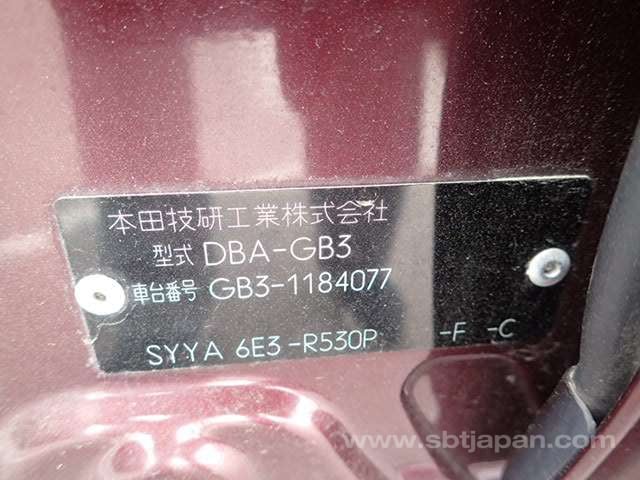 本田技研工業株式会社
型式 DBA-GB3
車台番号 GB3-1184077
SYYA 6E3-R530P -F -C
www.sbtjapan.com